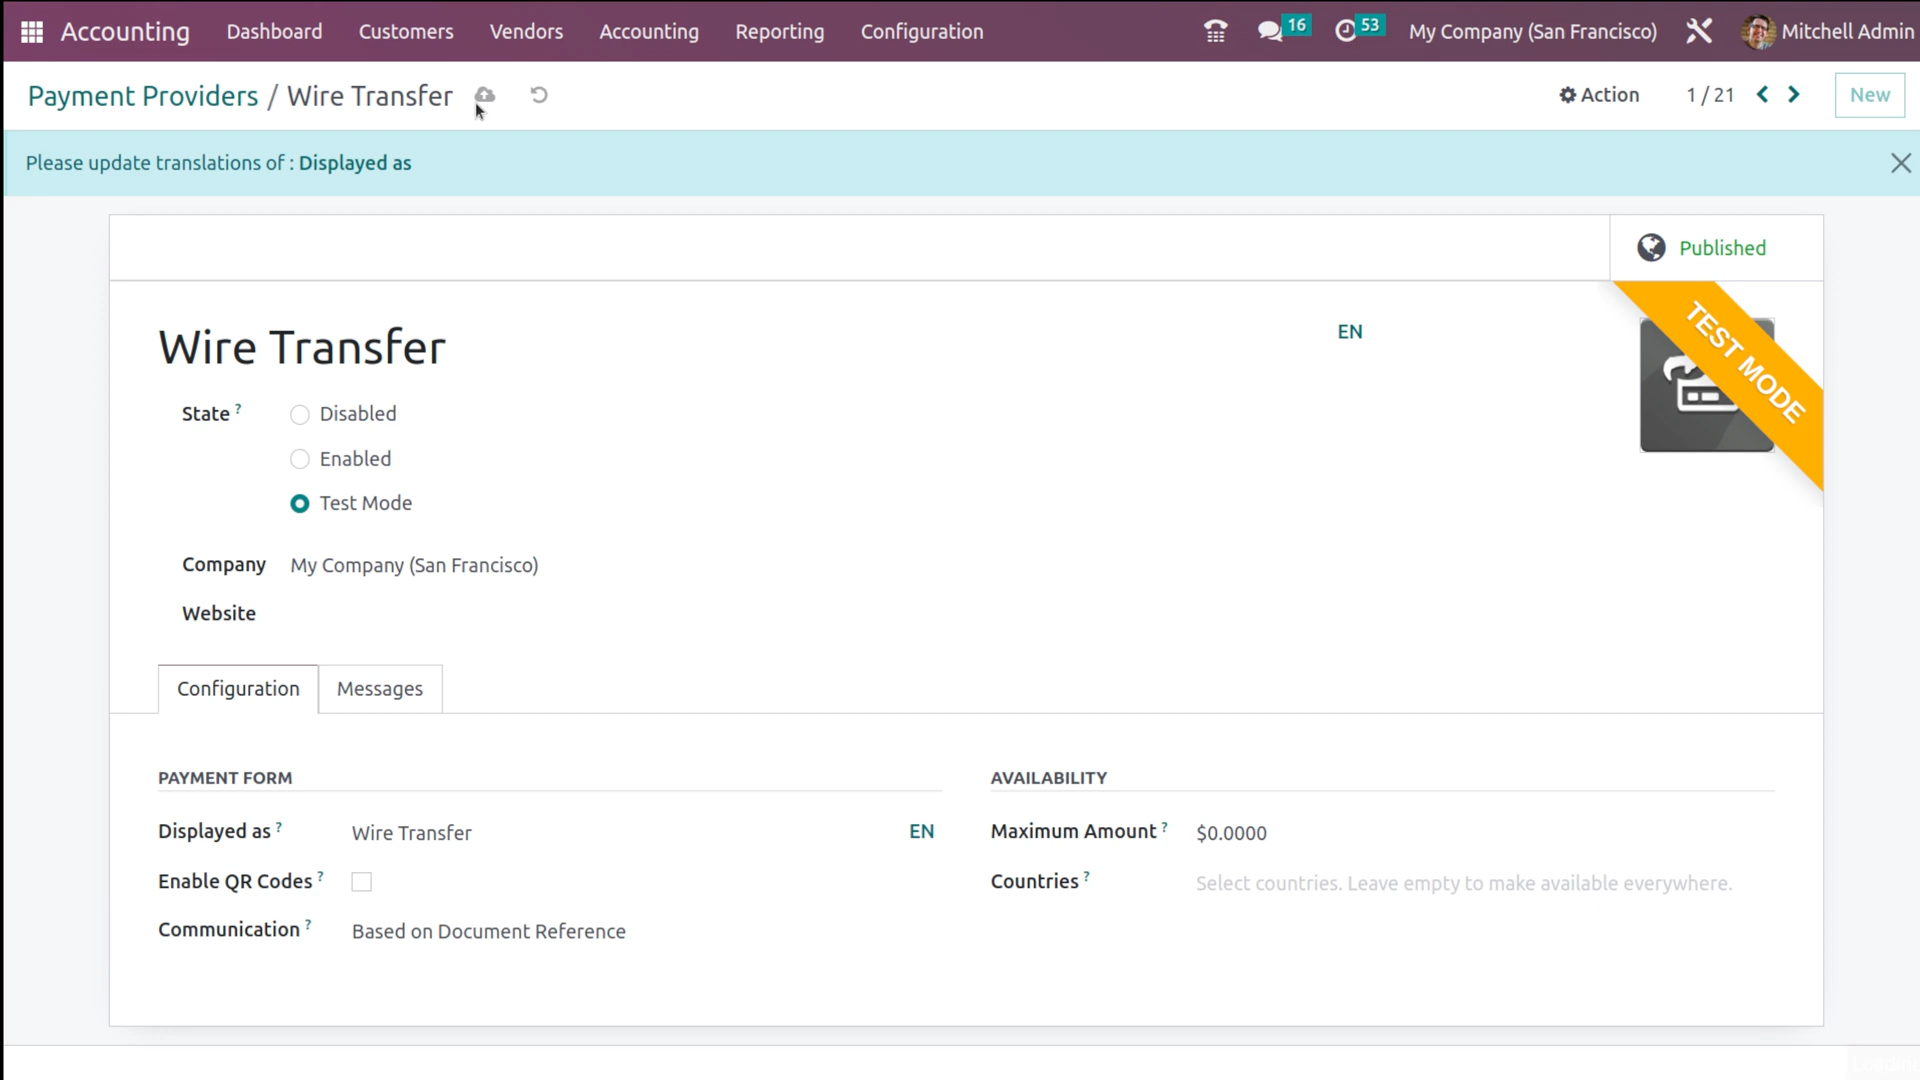 Accounting Dashboard Customers Vendors Accounting Reporting Configuration 16 53 My Company (San Francisco) Mitchell Admin
Payment Providers / Wire Transfer Action 1 / 21 New
Please update translations of : Displayed as
Published
TEST MODE
Wire Transfer EN
State ? Disabled
Enabled
Test Mode
Company My Company (San Francisco)
Website
Configuration Messages
PAYMENT FORM AVAILABILITY
Displayed as ? Wire Transfer EN Maximum Amount ? $0.0000
Enable QR Codes ? Countries ? Select countries. Leave empty to make available everywhere.
Communication ? Based on Document Reference